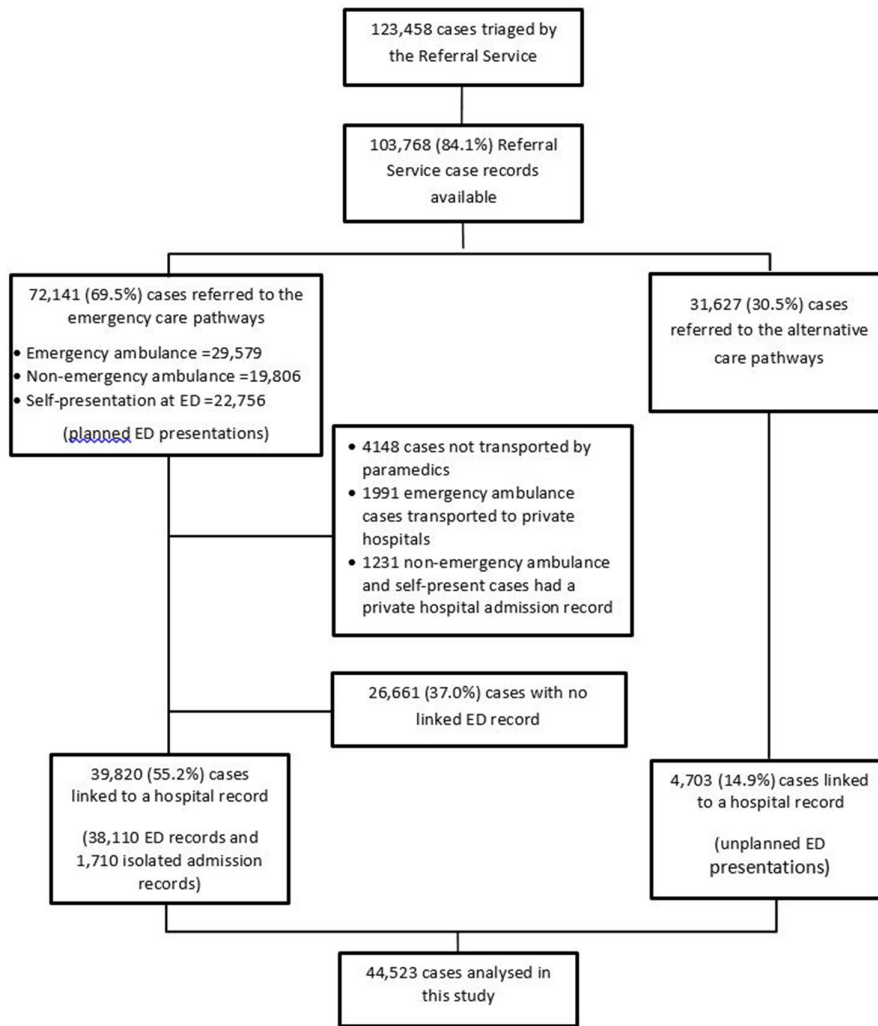 123,458 cases triaged by
the Referral Service
103,768 (84.1%) Referral
Service case records
available
72,141 (69.5%) cases referred to the
emergency care pathways
• Emergency ambulance =29,579
• Non-emergency ambulance =19,806
• Self-presentation at ED =22,756
(planned ED presentations)
31,627 (30.5%) cases
referred to the alternative
care pathways
• 4148 cases not transported by
paramedics
• 1991 emergency ambulance
cases transported to private
hospitals
• 1231 non-emergency ambulance
and self-present cases had a
private hospital admission record
26,661 (37.0%) cases with no
linked ED record
39,820 (55.2%) cases
linked to a hospital record
(38,110 ED records and
1,710 isolated admission
records)
4,703 (14.9%) cases linked
to a hospital record
(unplanned ED
presentations)
44,523 cases analysed in
this study